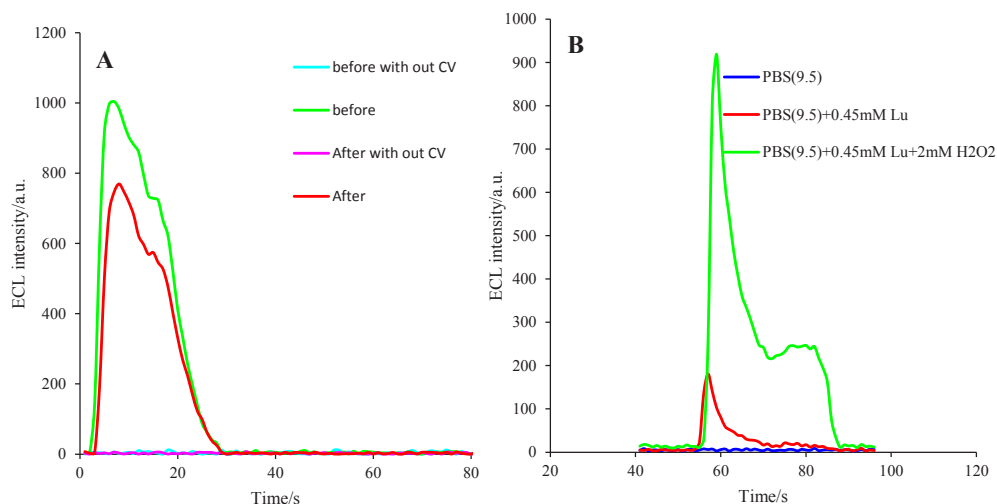 A
ECL intensity/a.u.
1200
1000
800
600
400
200
0
0
20
40
60
80
Time/s
before with out CV
before
After with out CV
After
B
ECL intensity/a.u.
1000
900
800
700
600
500
400
300
200
100
0
20
40
60
80
100
120
Time/s
PBS(9.5)
PBS(9.5)+0.45mM Lu
PBS(9.5)+0.45mM Lu+2mM H2O2